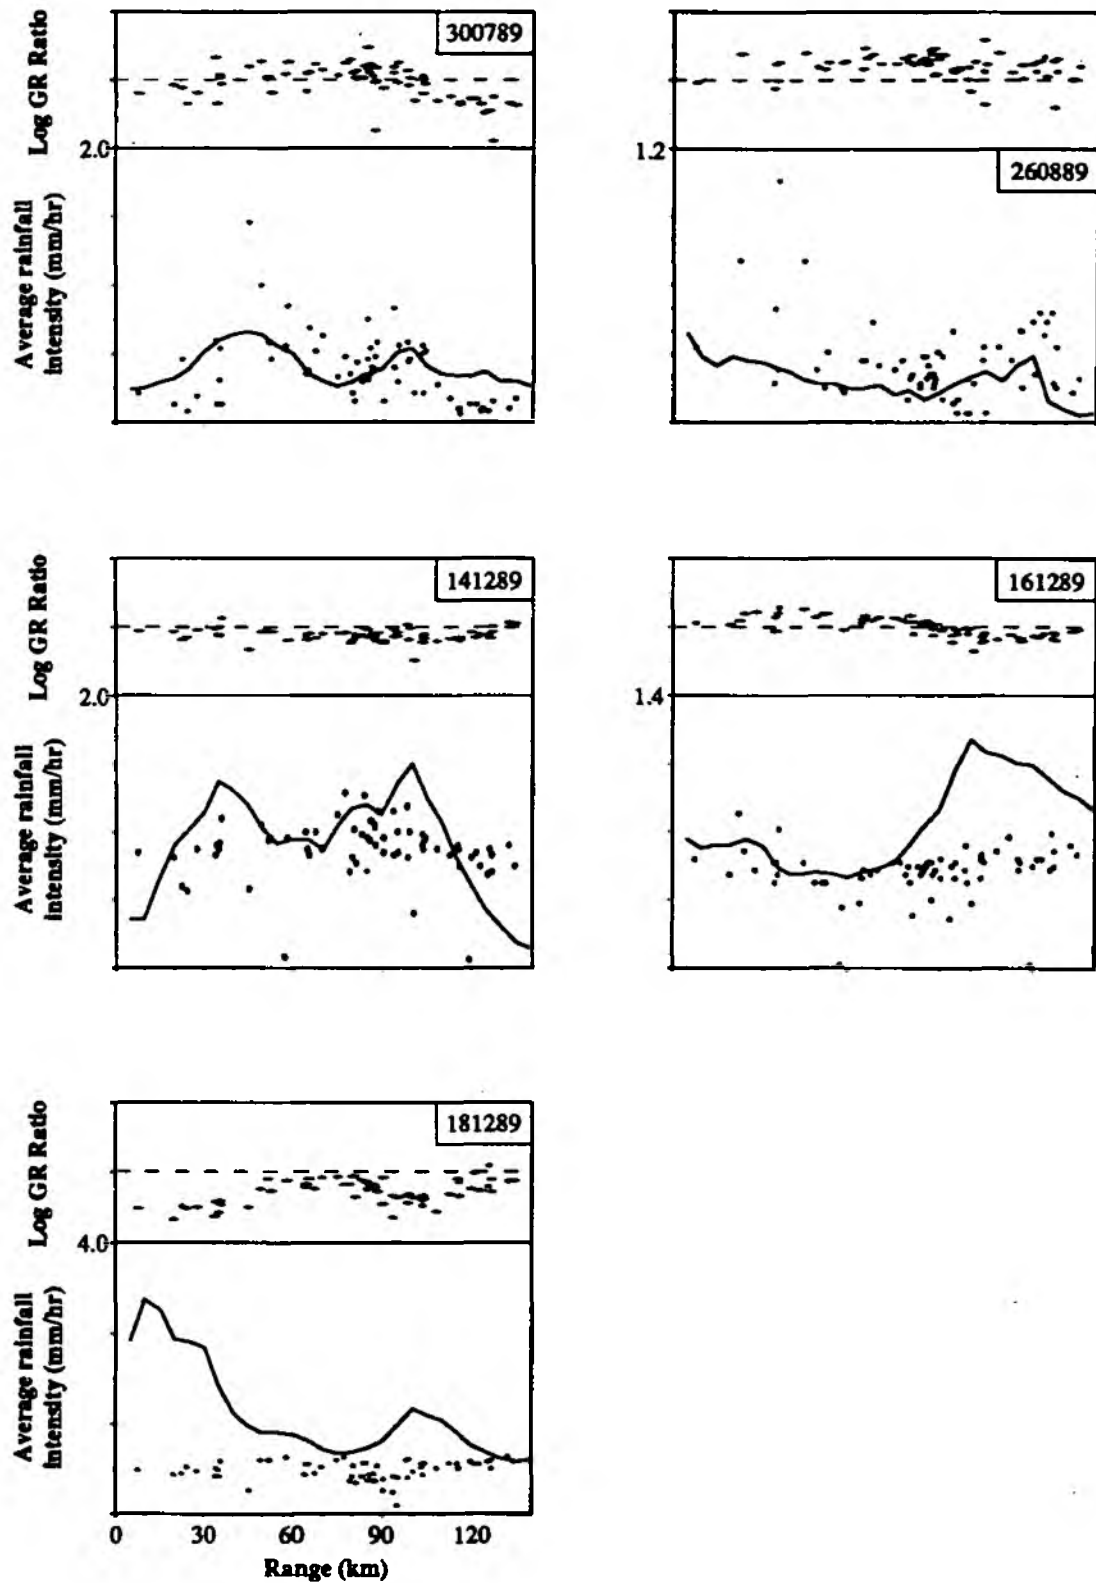 Log GR Ratio
300789
2.0
Average rainfall
intensity (mm/hr)
1.2
260889
Log GR Ratio
141289
2.0
Average rainfall
intensity (mm/hr)
161289
1.4
Log GR Ratio
181289
4.0
Average rainfall
intensity (mm/hr)
0 30 60 90 120
Range (km)